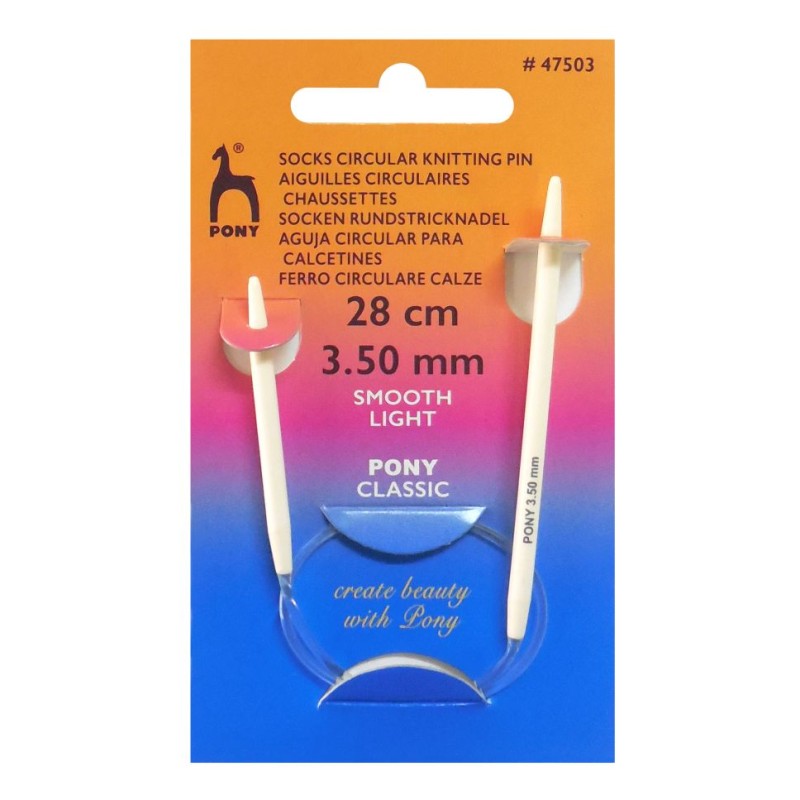 # 47503
®
PONY
SOCKS CIRCULAR KNITTING PIN
AIGUILLES CIRCULAIRES
CHAUSSETTES
SOCKEN RUNDSTRICKNADEL
AGUJA CIRCULAR PARA
CALCETINES
FERRO CIRCULARE CALZE
28 cm
3.50 mm
SMOOTH
LIGHT
PONY
CLASSIC
PONY 3.50 mm
create beauty
with Pony